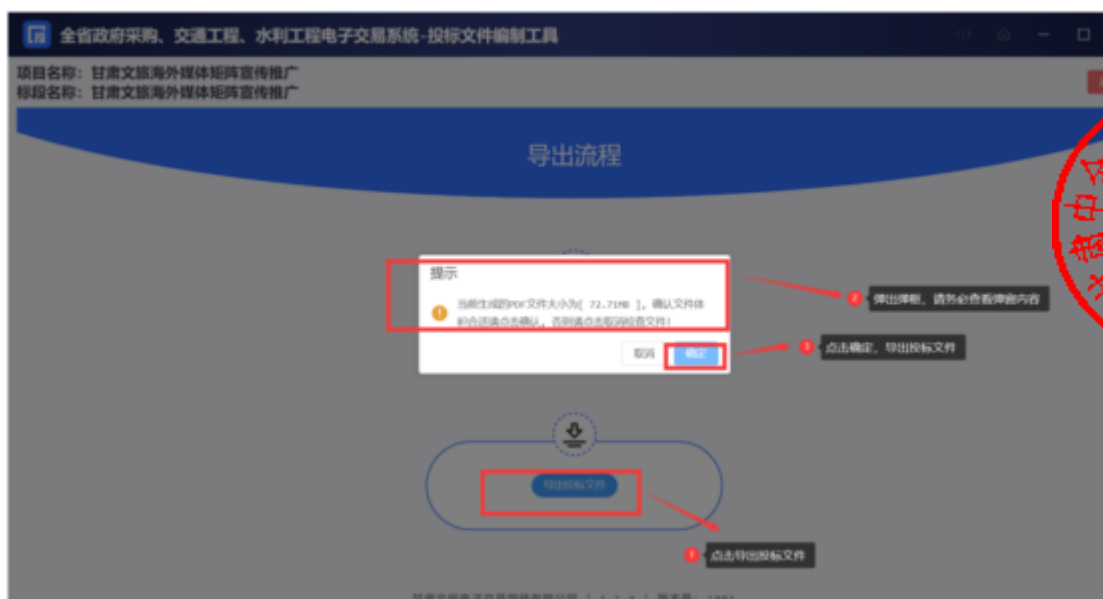 投 全省政府采购、交通工程、水利工程电子交易系统-投标文件编制工具
项目名称：甘肃文旅海外媒体矩阵宣传推广
标段名称：甘肃文旅海外媒体矩阵宣传推广
导出流程
提示
当前生成的PDF文件大小为[ 72.71MB ]，确认文件体
积合适请点击确认，否则请点击取消检查文件！
取消 确定
2 弹出弹框，请务必查看弹窗内容
3 点击确定，导出投标文件
导出投标文件
1 点击导出投标文件
肃中